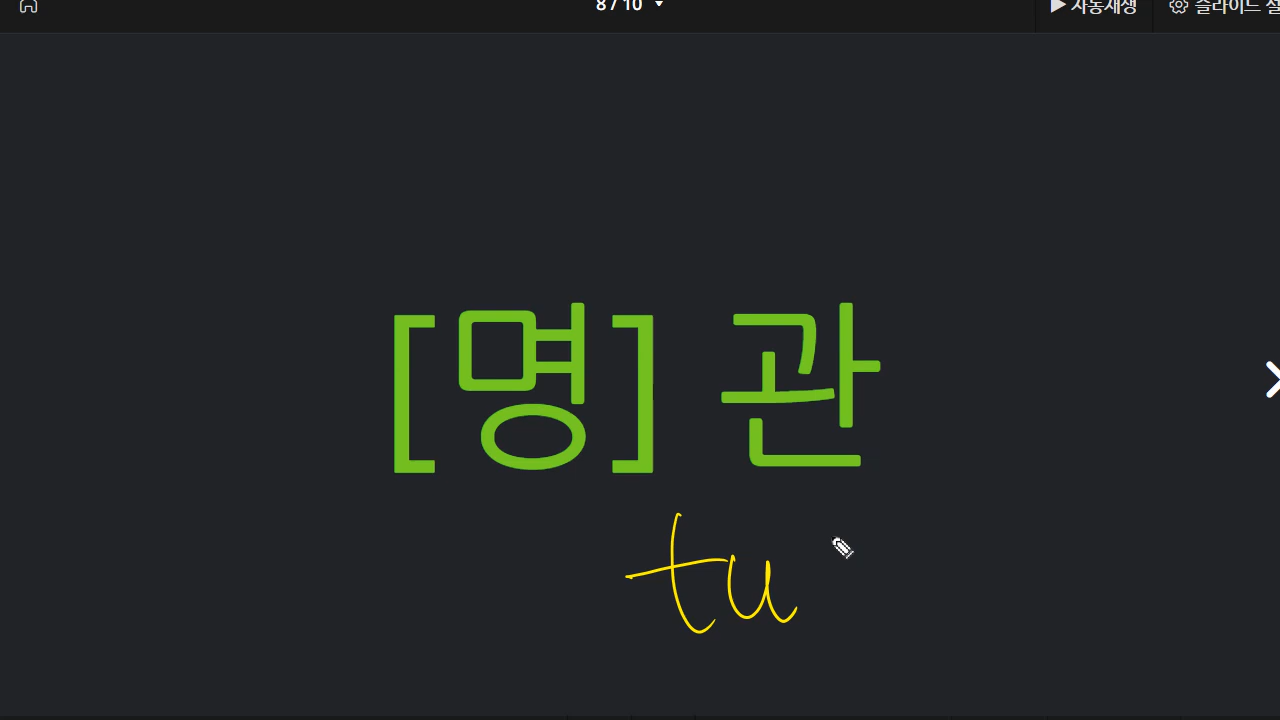 8 / 10
▶ 자동재생
슬라이드 설
[명] 관
tu